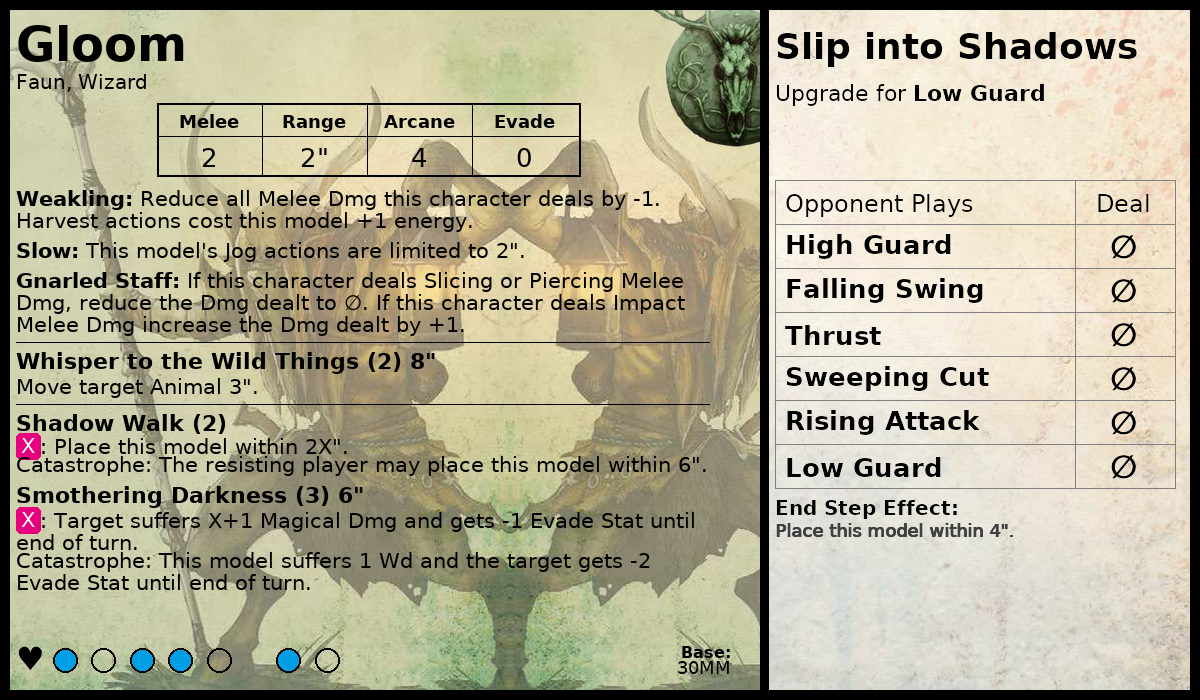 Gloom
Faun, Wizard
Melee Range Arcane Evade
2 2" 4 0
Weakling: Reduce all Melee Dmg this character deals by -1.
Harvest actions cost this model +1 energy.
Slow: This model's Jog actions are limited to 2".
Gnarled Staff: If this character deals Slicing or Piercing Melee
Dmg, reduce the Dmg dealt to ∅. If this character deals Impact
Melee Dmg increase the Dmg dealt by +1.
Whisper to the Wild Things (2) 8"
Move target Animal 3".
Shadow Walk (2)
X: Place this model within 2X".
Catastrophe: The resisting player may place this model within 6".
Smothering Darkness (3) 6"
X: Target suffers X+1 Magical Dmg and gets -1 Evade Stat until
end of turn.
Catastrophe: This model suffers 1 Wd and the target gets -2
Evade Stat until end of turn.
Base:
30MM
Slip into Shadows
Upgrade for Low Guard
Opponent Plays Deal
High Guard ∅
Falling Swing ∅
Thrust ∅
Sweeping Cut ∅
Rising Attack ∅
Low Guard ∅
End Step Effect:
Place this model within 4".